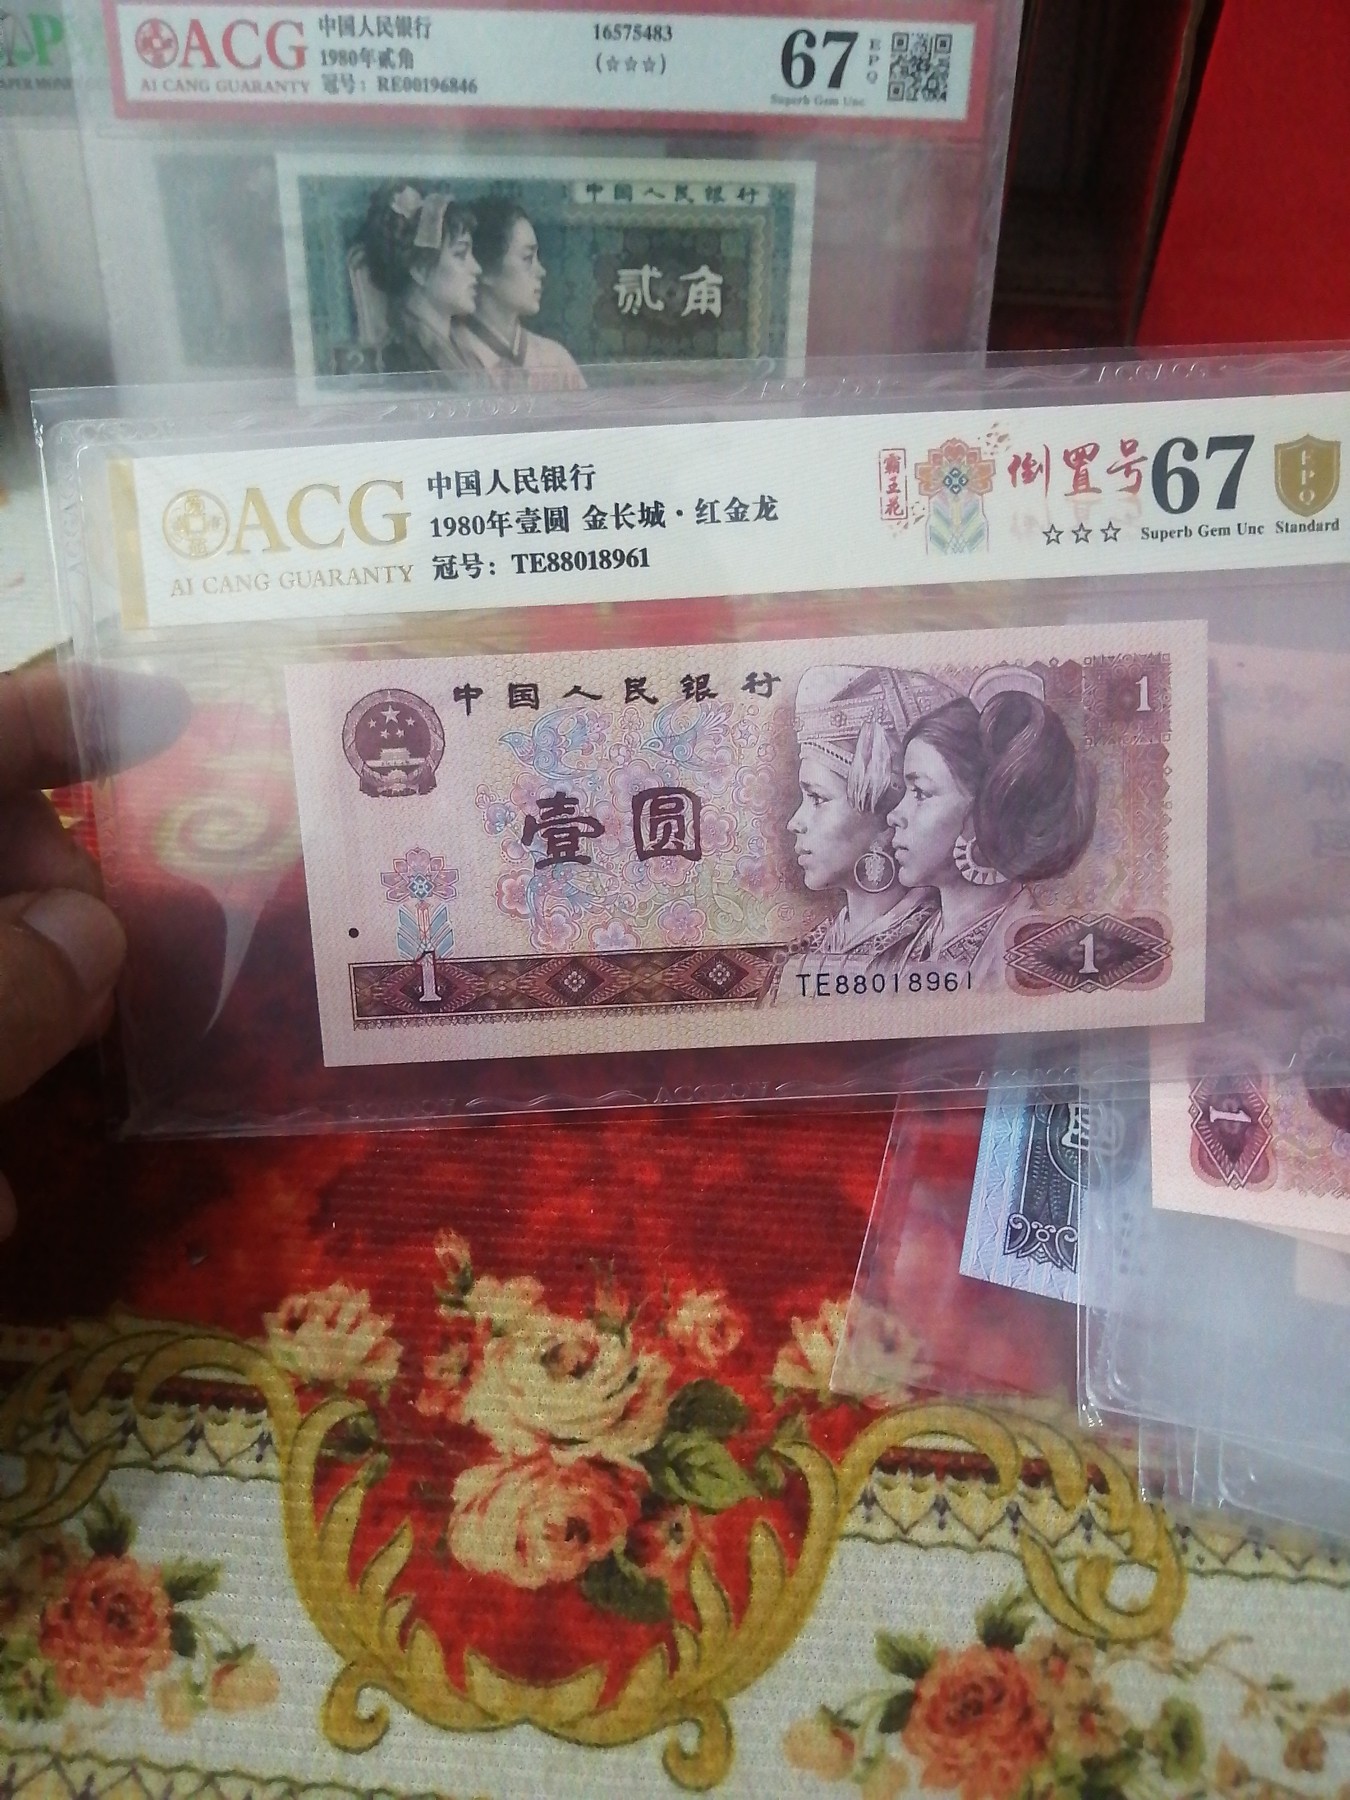 ACG
AI CANG GUARANTY
中国人民银行
1980年贰角
冠号：RE00196846
16575483
(☆☆☆)
67
EPQ
Superb Gem Unc
中国人民银行
贰角
ACG
AI CANG GUARANTY
中国人民银行
1980年壹圆 金长城·红金龙
冠号：TE88018961
霸王花
倒置号
☆☆☆
67
Superb Gem Unc
EPQ
Standard
中国人民银行
1
壹圆
1
TE88018961
1
1